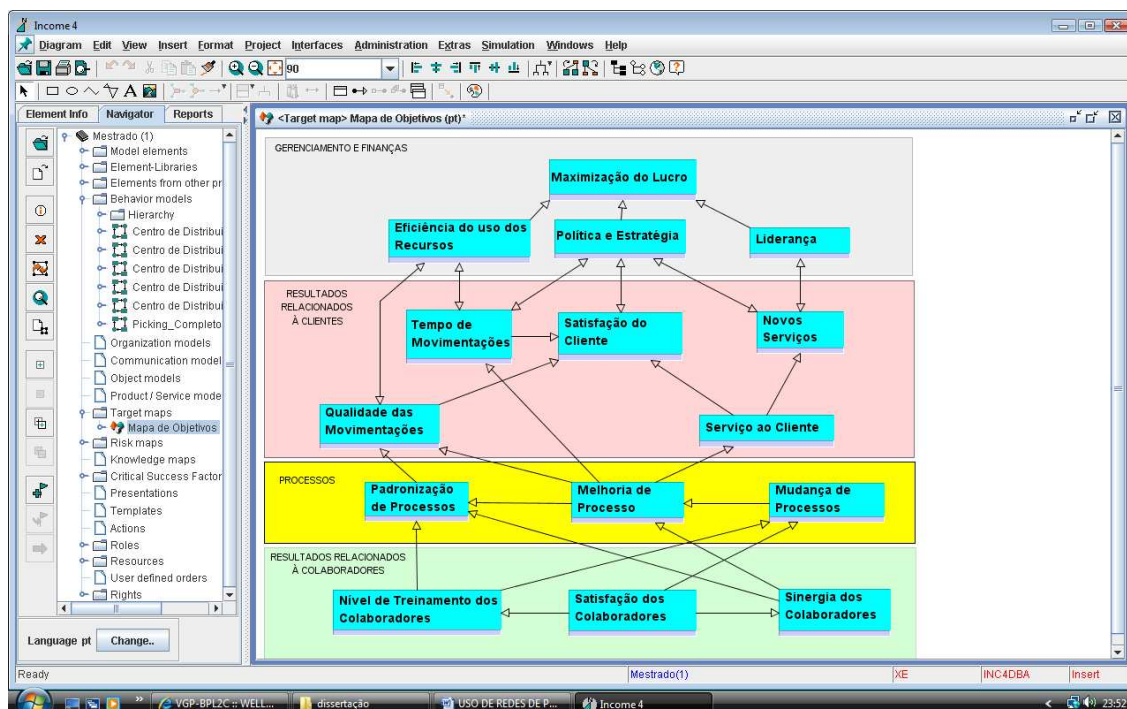 Income 4
Diagram Edit View Insert Format Project Interfaces Administration Extras Simulation Windows Help
90
Element Info Navigator Reports
Mestrado (1)
Model elements
Element-Libraries
Elements from other pr
Behavior models
Hierarchy
Centro de Distribui
Centro de Distribui
Centro de Distribui
Centro de Distribui
Centro de Distribui
Picking_Completo
Organization models
Communication model
Object models
Product / Service mode
Target maps
Mapa de Objetivos
Risk maps
Knowledge maps
Critical Success Factor
Presentations
Templates
Actions
Roles
Resources
User defined orders
Rights
Language pt Change..
<Target map> Mapa de Objetivos (pt)*
GERENCIAMENTO E FINANÇAS
Maximização do Lucro
Eficiência do uso dos
Recursos
Política e Estratégia
Liderança
RESULTADOS
RELACIONADOS
À CLIENTES
Tempo de
Movimentações
Satisfação do
Cliente
Novos
Serviços
Qualidade das
Movimentações
Serviço ao Cliente
PROCESSOS
Padronização
de Processos
Melhoria de
Processo
Mudança de
Processos
RESULTADOS RELACIONADOS
À COLABORADORES
Nível de Treinamento dos
Colaboradores
Satisfação dos
Colaboradores
Sinergia dos
Colaboradores
Ready Mestrado(1) XE INC4DBA Insert
VGP-BPL2C :: WELL... dissertação USO DE REDES DE P... Income 4 23:52